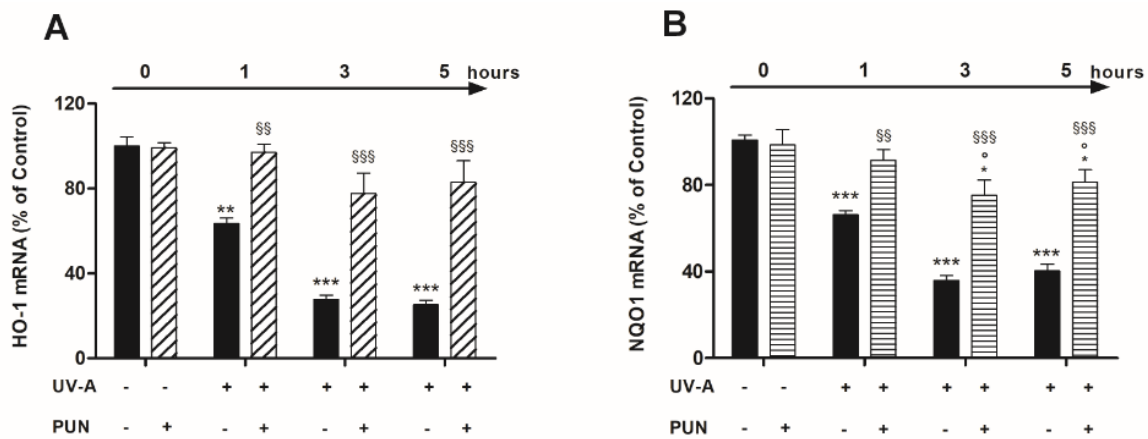 A
0 1 3 5 hours
HO-1 mRNA (% of Control)
120
80
40
0
** §§ *** §§§ *** §§§
UV-A - - + + + + + +
PUN - + - + - + - +
B
0 1 3 5 hours
NQO1 mRNA (% of Control)
120
80
40
0
*** §§ *** §§§ ° * *** §§§ ° *
UV-A - - + + + + + +
PUN - + - + - + - +